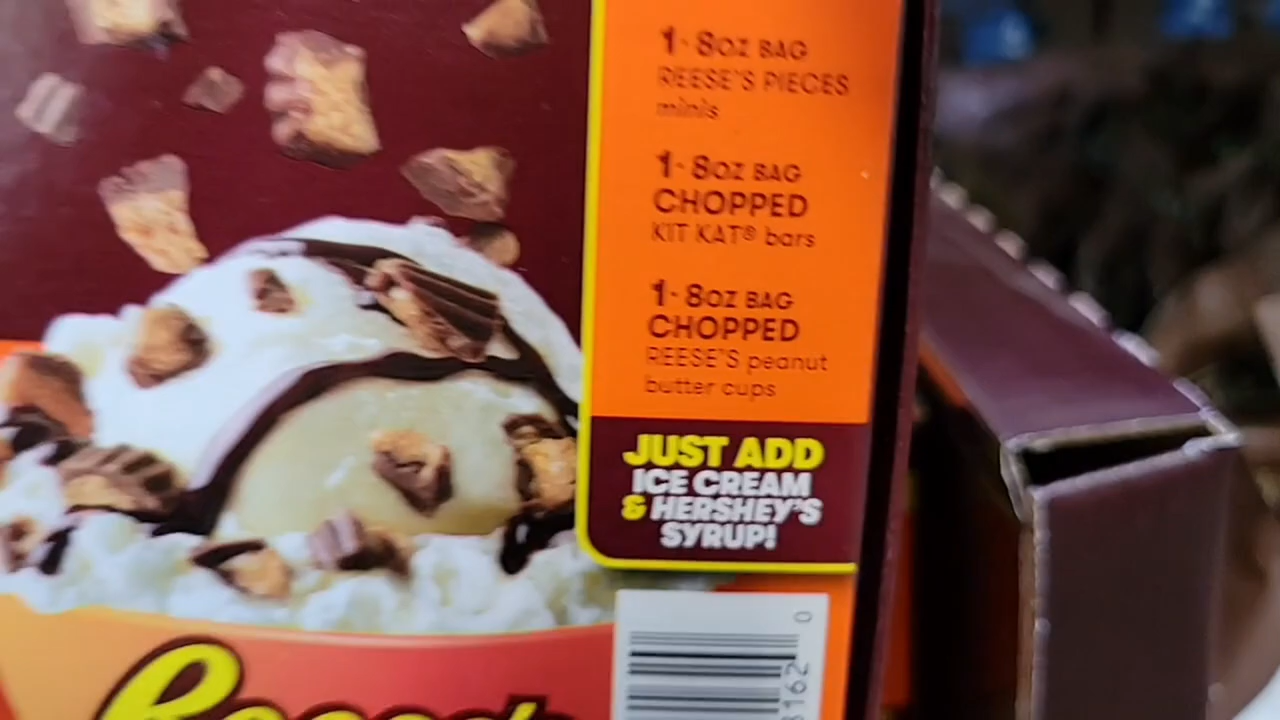 1 · 8OZ BAG
REESE'S PIECES
minis
1 · 8OZ BAG
CHOPPED
KIT KAT® bars
1 · 8OZ BAG
CHOPPED
REESE'S peanut
butter cups
JUST ADD
ICE CREAM
& HERSHEY'S
SYRUP!
Reese's